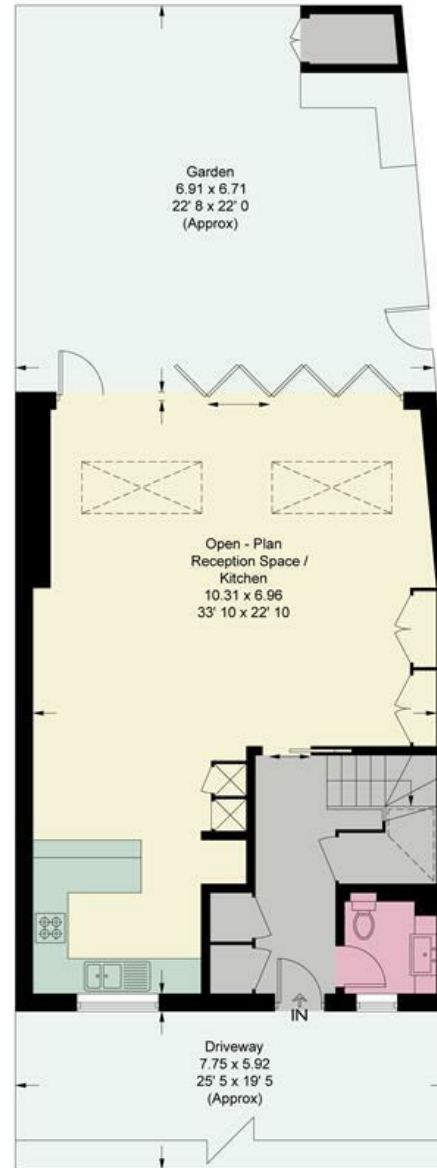 Garden
6.91 x 6.71
22' 8 x 22' 0
(Approx)
Open - Plan
Reception Space /
Kitchen
10.31 x 6.96
33' 10 x 22' 10
IN
Driveway
7.75 x 5.92
25' 5 x 19' 5
(Approx)